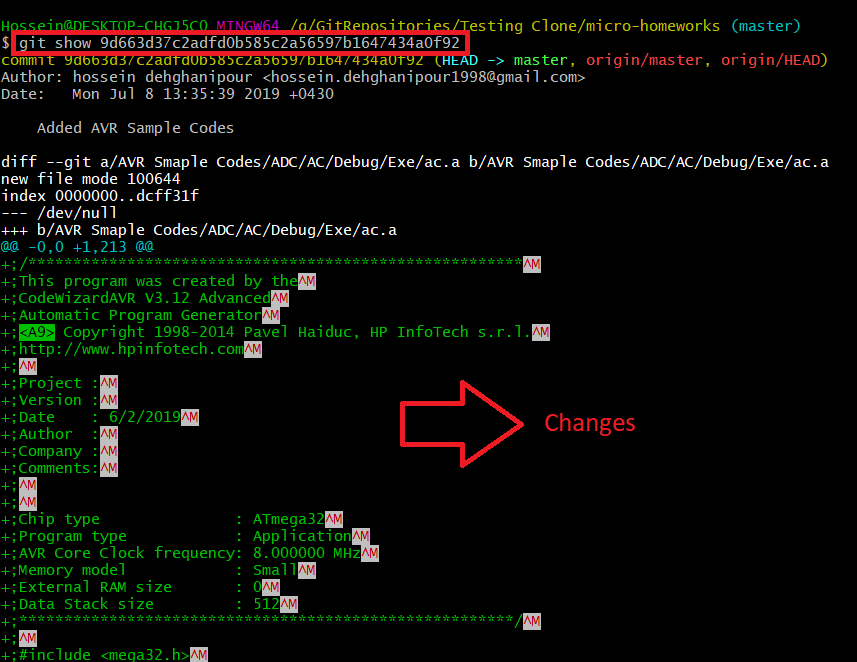 Hossein@DESKTOP-CHGJ5CO MINGW64 /g/GitRepositories/Testing Clone/micro-homeworks (master)
$ git show 9d663d37c2adfd0b585c2a56597b1647434a0f92
commit 9d663d37c2adfd0b585c2a56597b1647434a0f92 (HEAD -> master, origin/master, origin/HEAD)
Author: hossein dehghanipour <hossein.dehghanipour1998@gmail.com>
Date:   Mon Jul 8 13:35:39 2019 +0430
    Added AVR Sample Codes
diff --git a/AVR Smaple Codes/ADC/AC/Debug/Exe/ac.a b/AVR Smaple Codes/ADC/AC/Debug/Exe/ac.a
new file mode 100644
index 0000000..dcff31f
--- /dev/null
+++ b/AVR Smaple Codes/ADC/AC/Debug/Exe/ac.a
@@ -0,0 +1,213 @@
+;/*******************************************************^M
+;This program was created by the^M
+;CodeWizardAVR V3.12 Advanced^M
+;Automatic Program Generator^M
+;<A9> Copyright 1998-2014 Pavel Haiduc, HP InfoTech s.r.l.^M
+;http://www.hpinfotech.com^M
+;^M
+;Project :^M
+;Version :^M
+;Date    : 6/2/2019^M
+;Author  :^M
+;Company :^M
+;Comments:^M
+;^M
+;^M
+;Chip type               : ATmega32^M
+;Program type            : Application^M
+;AVR Core Clock frequency: 8.000000 MHz^M
+;Memory model            : Small^M
+;External RAM size       : 0^M
+;Data Stack size         : 512^M
+;*******************************************************/^M
+;^M
+;#include <mega32.h>^M
Changes